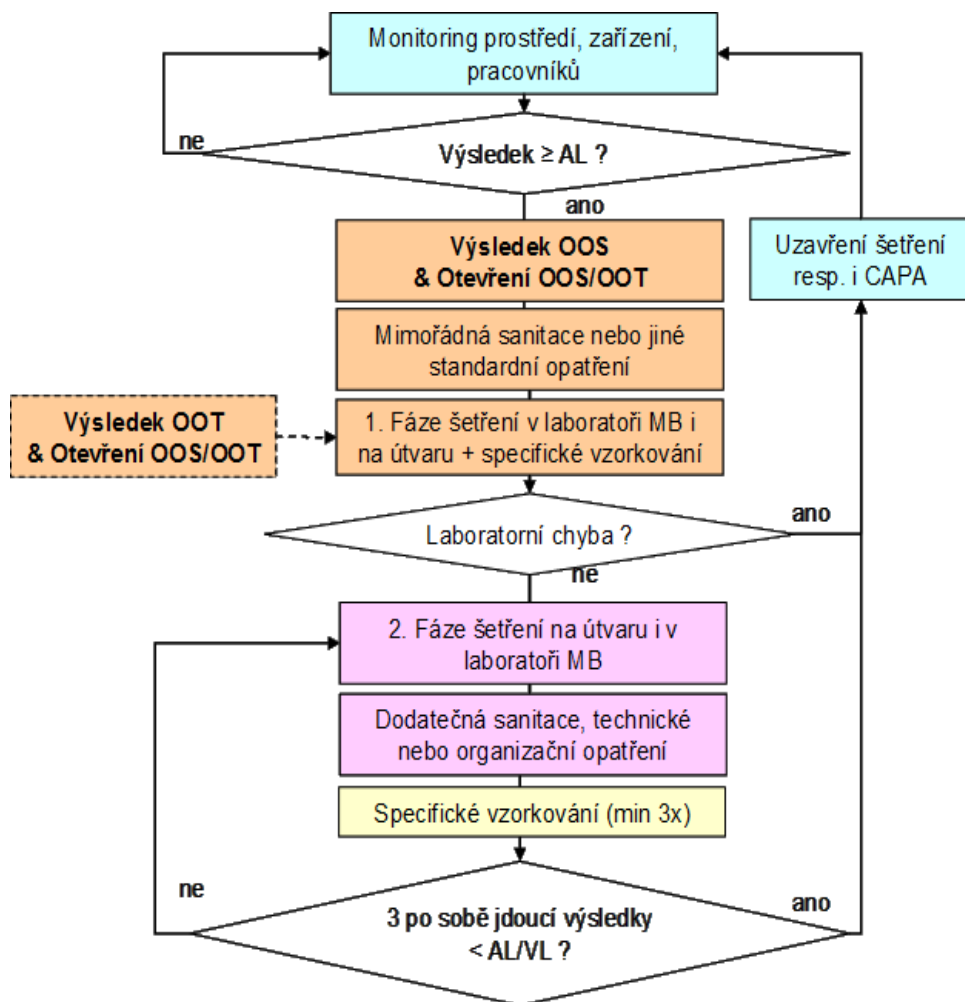 Monitoring prostředí, zařízení,
pracovníků
ne
Výsledek ≥ AL ?
ano
Výsledek OOS
& Otevření OOS/OOT
Uzavření šetření
resp. i CAPA
Mimořádná sanitace nebo jiné
standardní opatření
Výsledek OOT
& Otevření OOS/OOT
1. Fáze šetření v laboratoři MB i
na útvaru + specifické vzorkování
Laboratorní chyba ?
ano
ne
2. Fáze šetření na útvaru i v
laboratoři MB
Dodatečná sanitace, technické
nebo organizační opatření
Specifické vzorkování (min 3x)
ne
ano
3 po sobě jdoucí výsledky
< AL/VL ?